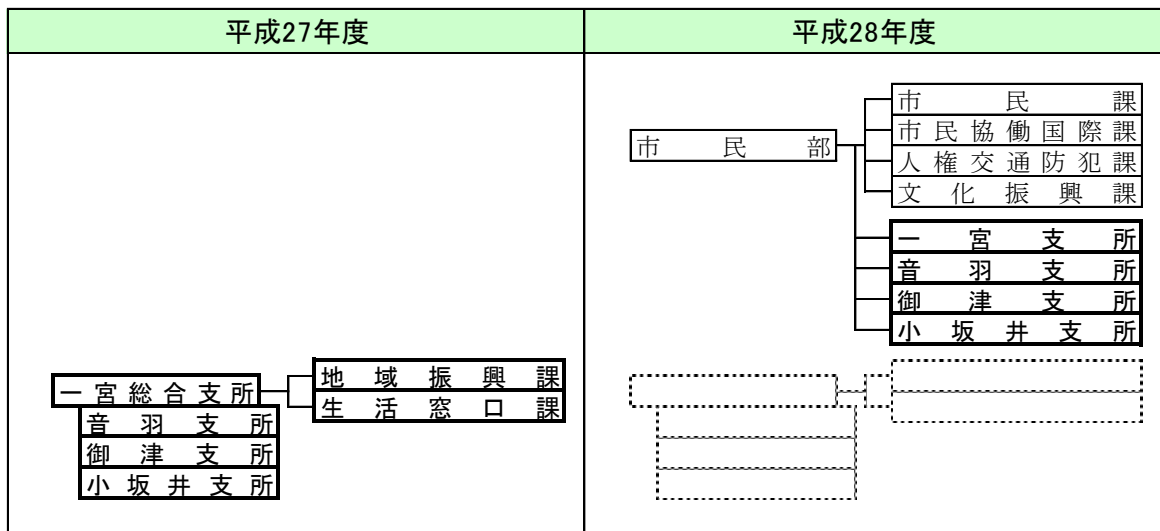 平成27年度
平成28年度
市民課
市民部
市民協働国際課
人権交通防犯課
文化振興課
一宮支所
音羽支所
御津支所
小坂井支所
一宮総合支所
地域振興課
生活窓口課
音羽支所
御津支所
小坂井支所